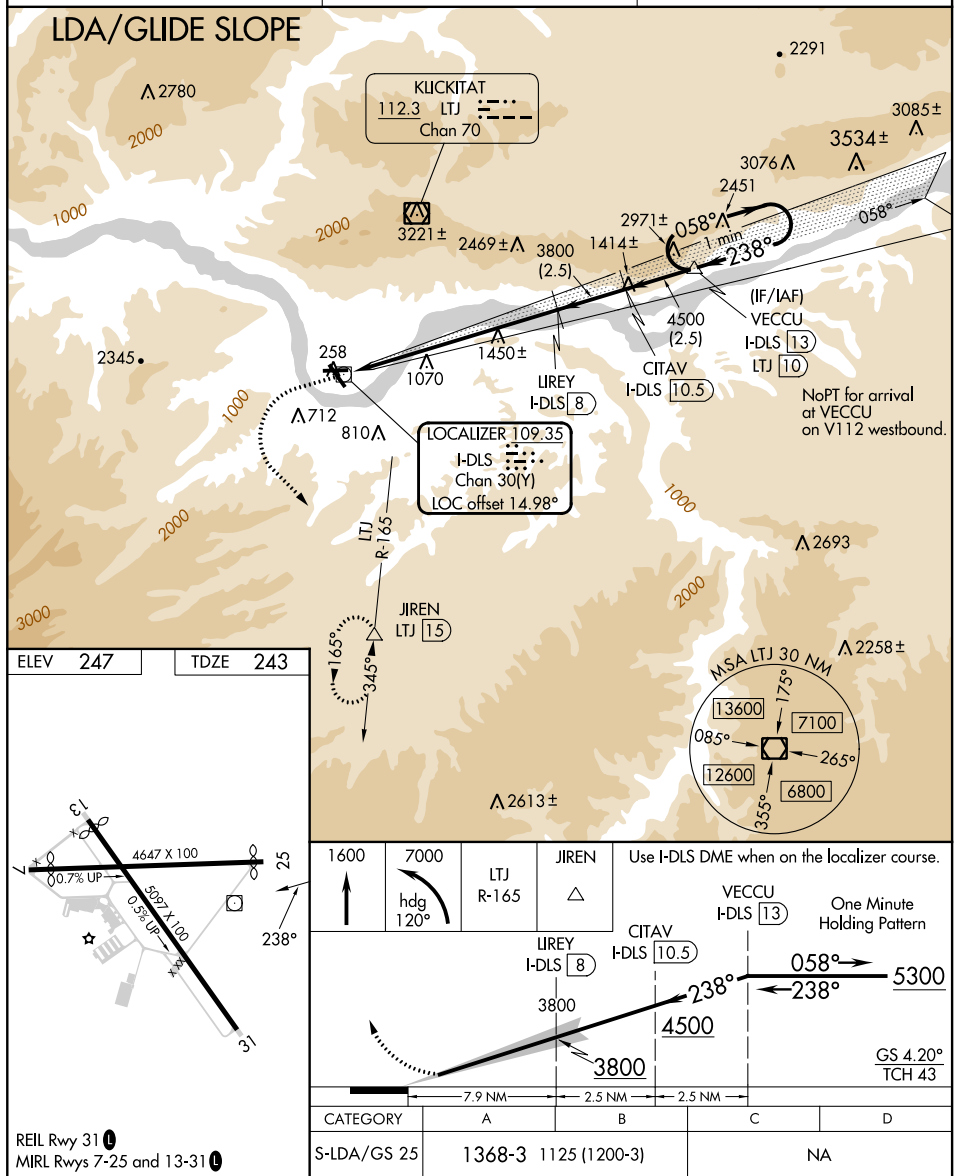 LDA/GLIDE SLOPE
2291
2780
KLICKITAT
112.3 LTJ
Chan 70
3085±
3534±
3076
2000
2451
1000
2000
3221±
2469±
2971±
058°
1 min
238°
058°
3800
(2.5)
1414±
(IF/IAF)
VECCU
I-DLS 13
LTJ 10
4500
(2.5)
2345
258
1450±
1070
CITAV
I-DLS 10.5
LIREY
I-DLS 8
NoPT for arrival
at VECCU
on V112 westbound.
1000
712
810
LOCALIZER 109.35
I-DLS
Chan 30(Y)
LOC offset 14.98°
1000
2000
LTJ
R-165
2693
2000
3000
JIREN
LTJ 15
165°
345°
2258±
MSA LTJ 30 NM
13600
175°
7100
085°
265°
12600
6800
355°
2613±
ELEV 247
TDZE 243
13
4647 X 100
25
7
0.7% UP
5097 X 100
0.5% UP
238°
31
REIL Rwy 31 L
MIRL Rwys 7-25 and 13-31 L
1600
7000
hdg
120°
LTJ
R-165
JIREN
Use I-DLS DME when on the localizer course.
VECCU
I-DLS 13
One Minute
Holding Pattern
CITAV
I-DLS 10.5
LIREY
I-DLS 8
058°
238°
238°
5300
3800
4500
3800
GS 4.20°
TCH 43
7.9 NM
2.5 NM
2.5 NM
CATEGORY A B C D
S-LDA/GS 25 1368-3 1125 (1200-3) NA